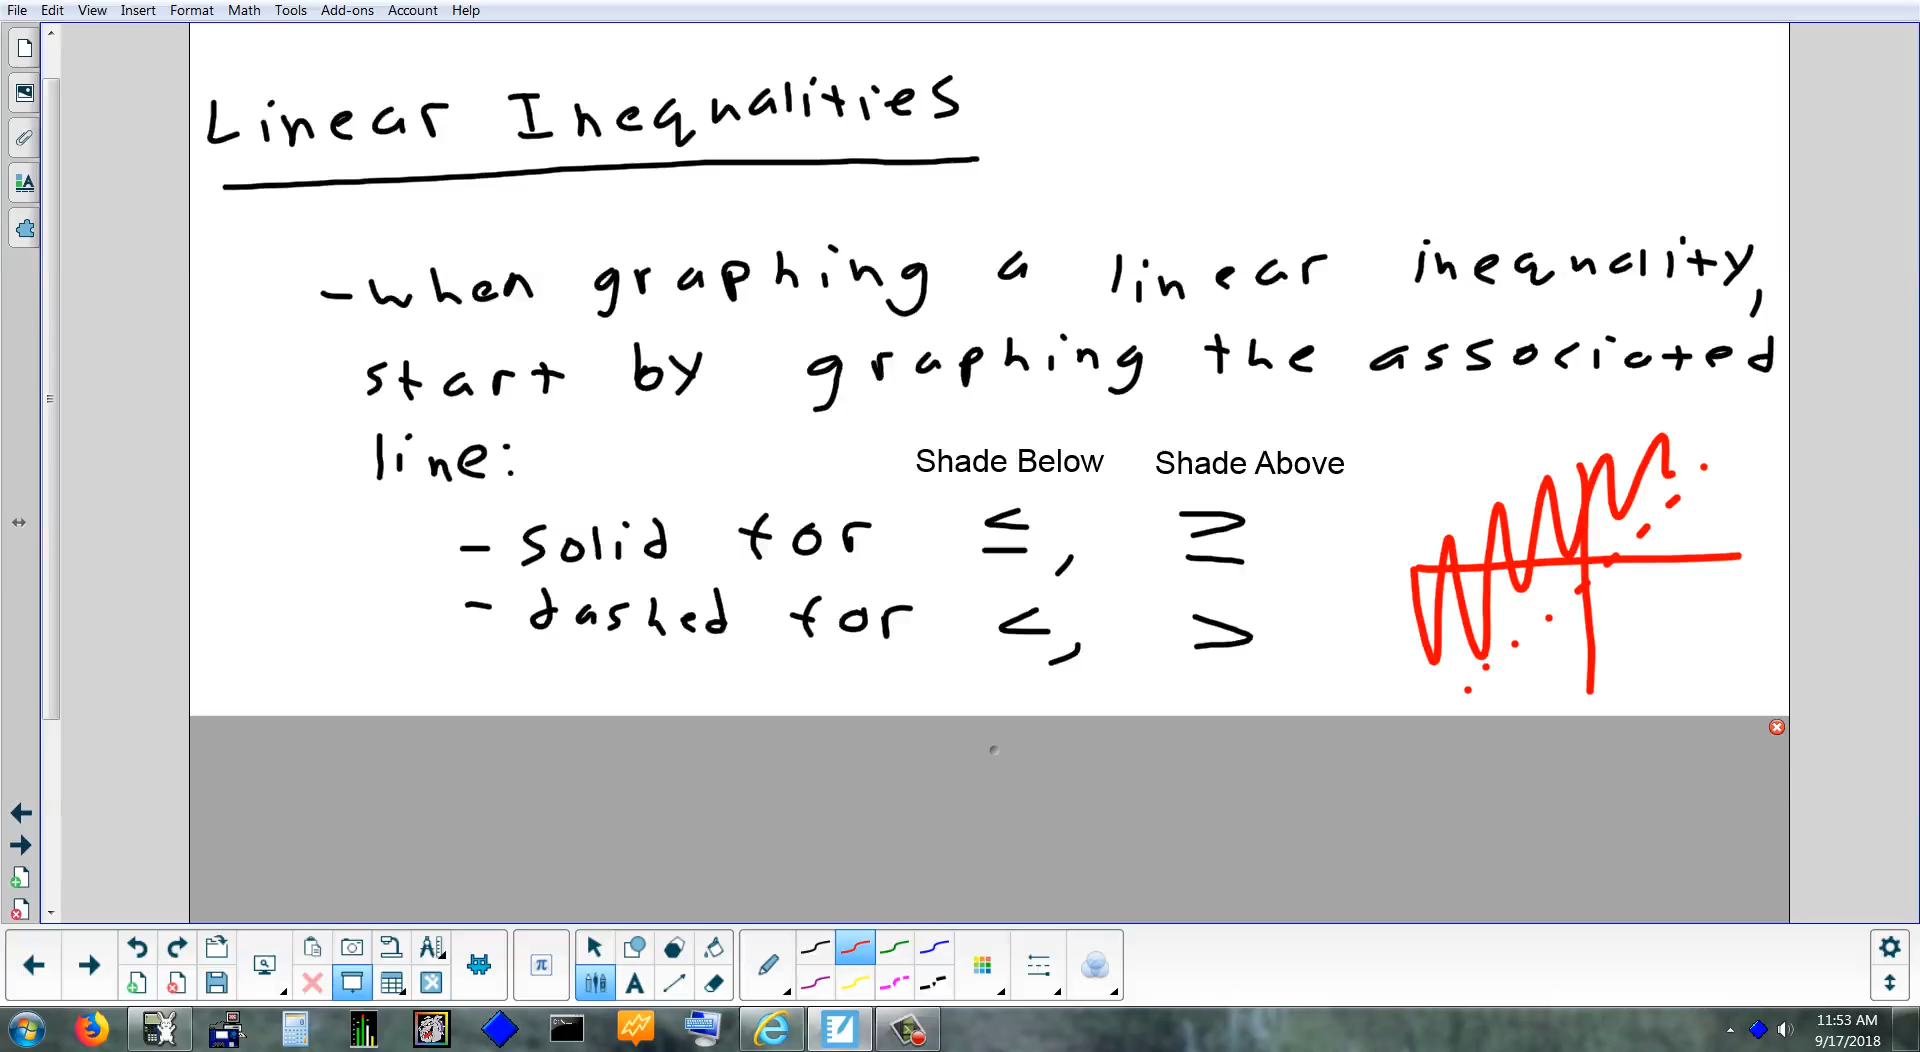 File Edit View Insert Format Math Tools Add-ons Account Help
Linear Inequalities
- when graphing a linear inequality,
start by graphing the associated
line:
Shade Below Shade Above
- solid for ≤, ≥
- dashed for <, >
11:53 AM
9/17/2018